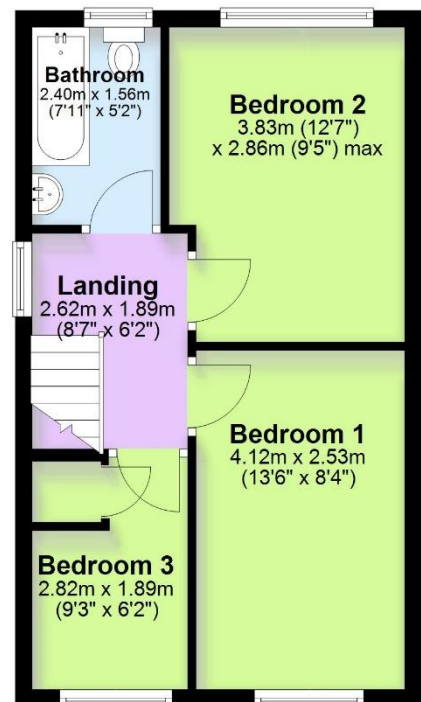 Bathroom
2.40m x 1.56m
(7'11" x 5'2")
Bedroom 2
3.83m (12'7")
x 2.86m (9'5") max
Landing
2.62m x 1.89m
(8'7" x 6'2")
Bedroom 1
4.12m x 2.53m
(13'6" x 8'4")
Bedroom 3
2.82m x 1.89m
(9'3" x 6'2")